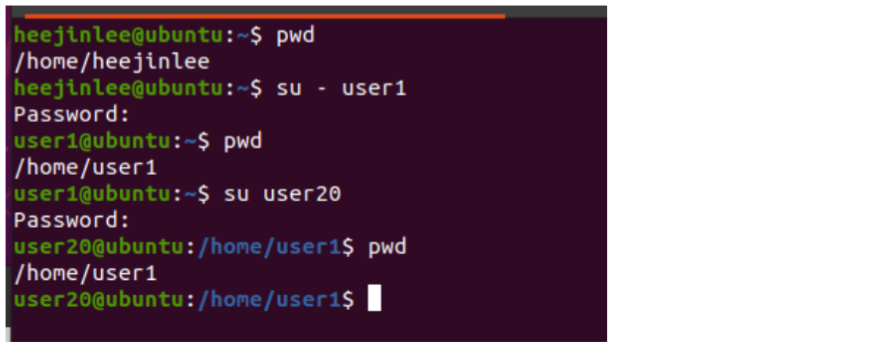 heejinlee@ubuntu:~$ pwd
/home/heejinlee
heejinlee@ubuntu:~$ su - user1
Password:
user1@ubuntu:~$ pwd
/home/user1
user1@ubuntu:~$ su user20
Password:
user20@ubuntu:/home/user1$ pwd
/home/user1
user20@ubuntu:/home/user1$